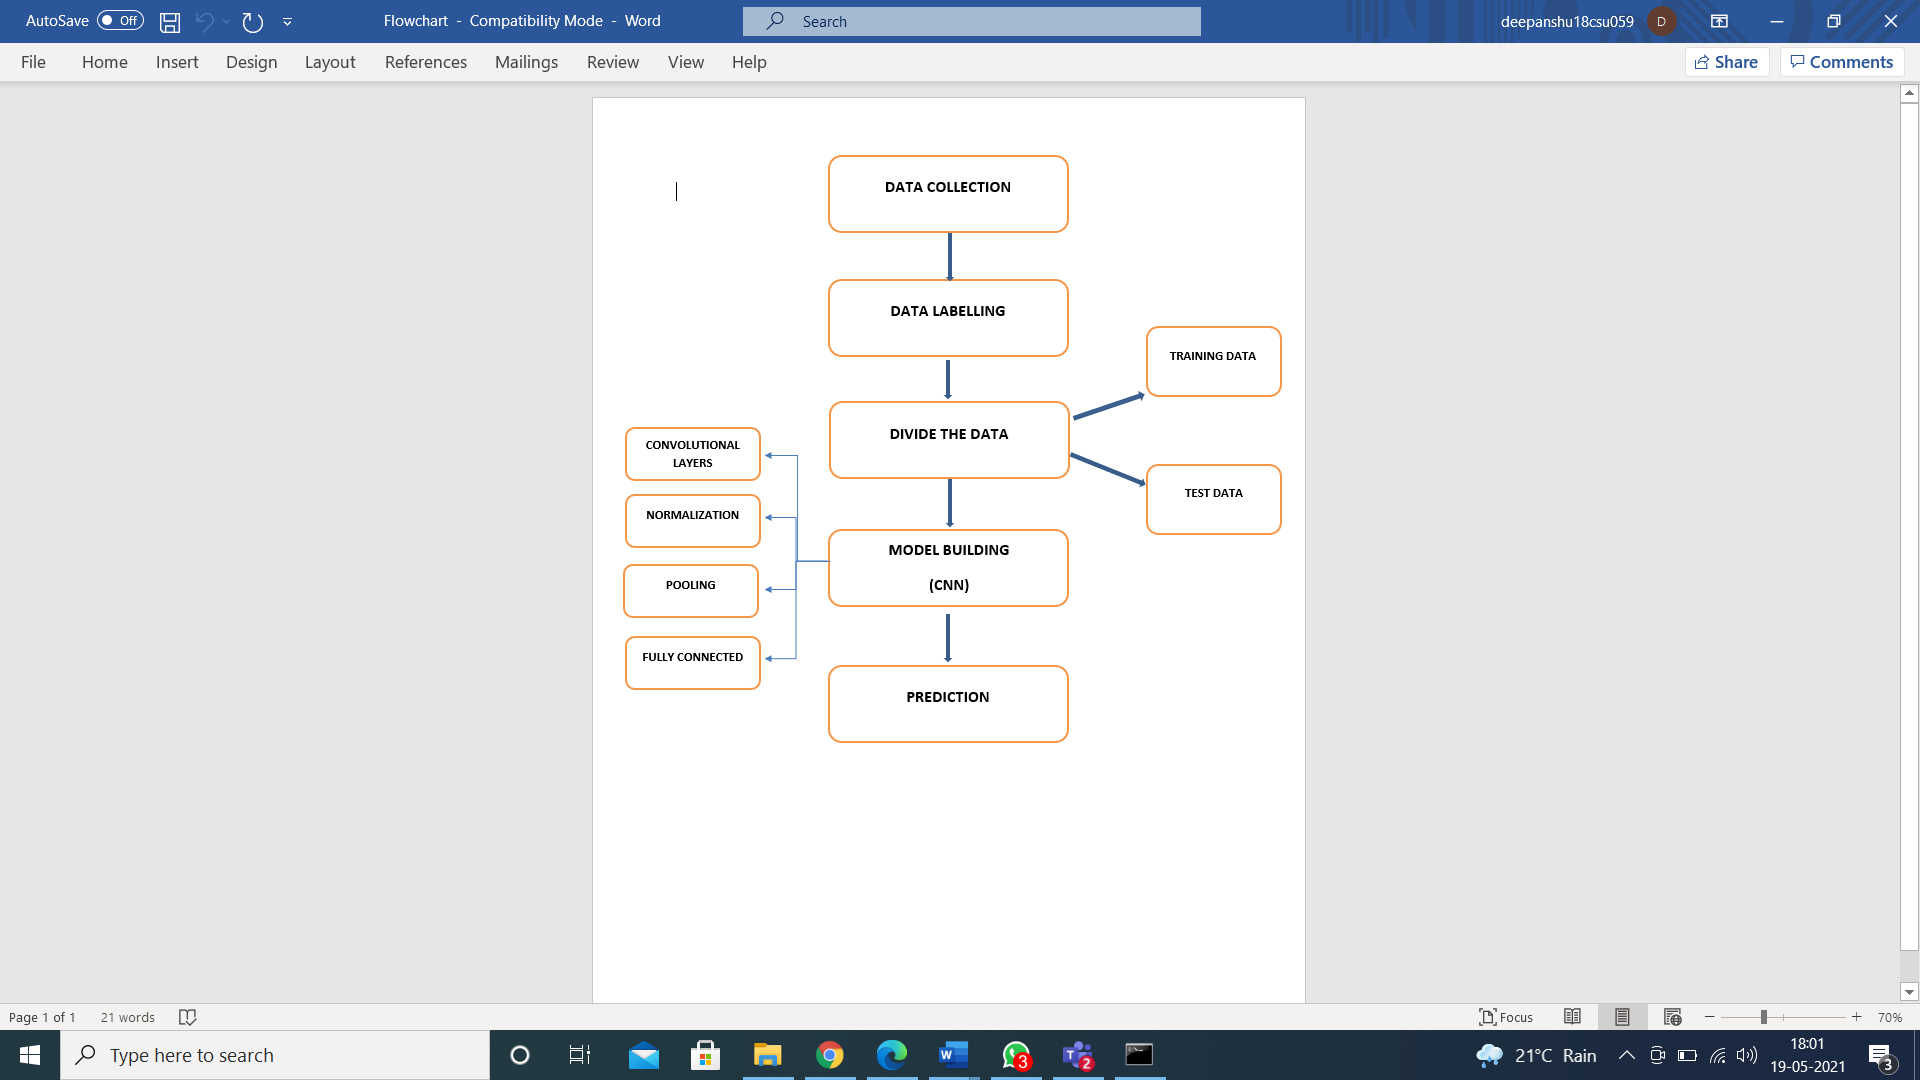 AutoSave Off Flowchart - Compatibility Mode - Word Search deepanshu18csu059 D
File Home Insert Design Layout References Mailings Review View Help Share Comments
DATA COLLECTION
DATA LABELLING
TRAINING DATA
DIVIDE THE DATA
CONVOLUTIONAL
LAYERS
TEST DATA
NORMALIZATION
MODEL BUILDING
(CNN)
POOLING
FULLY CONNECTED
PREDICTION
Page 1 of 1 21 words Focus 70%
Type here to search 3 2 21°C Rain 18:01
19-05-2021 3